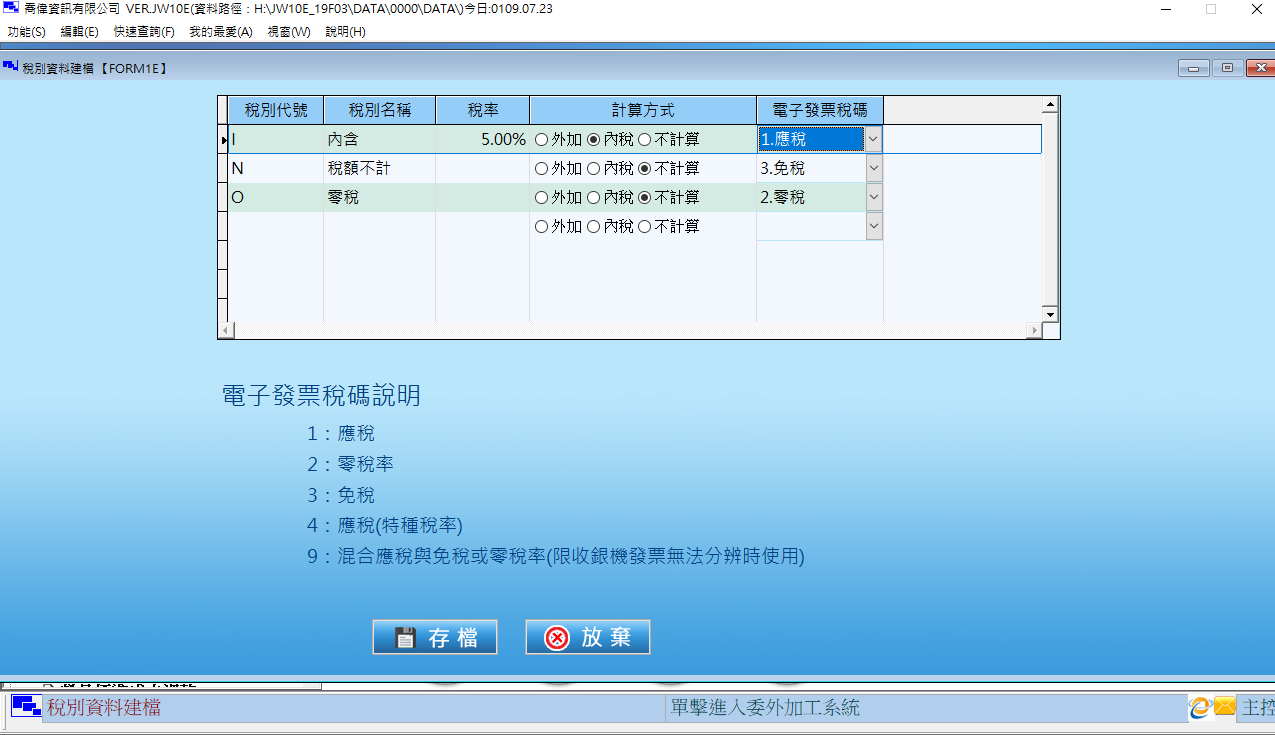 喬偉資訊有限公司 VER.JW10E(資料路徑：H:\JW10E_19F03\DATA\0000\DATA\)今日:0109.07.23
功能(S) 編輯(E) 快速查詢(F) 我的最愛(A) 視窗(W) 說明(H)
稅別資料建檔【FORM1E】
稅別代號 稅別名稱 稅率 計算方式 電子發票稅碼
I 內含 5.00% 外加 內稅 不計算 1.應稅
N 稅額不計 外加 內稅 不計算 3.免稅
O 零稅 外加 內稅 不計算 2.零稅
外加 內稅 不計算
電子發票稅碼說明
1：應稅
2：零稅率
3：免稅
4：應稅(特種稅率)
9：混合應稅與免稅或零稅率(限收銀機發票無法分辨時使用)
存檔 放棄
稅別資料建檔 單擊進入委外加工系統 主控